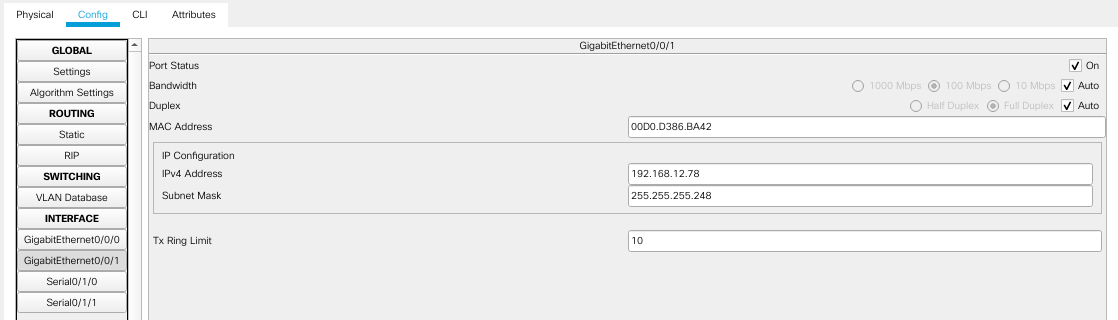 Physical Config CLI Attributes
GLOBAL
Settings
Algorithm Settings
ROUTING
Static
RIP
SWITCHING
VLAN Database
INTERFACE
GigabitEthernet0/0/0
GigabitEthernet0/0/1
Serial0/1/0
Serial0/1/1
GigabitEthernet0/0/1
Port Status On
Bandwidth 1000 Mbps 100 Mbps 10 Mbps Auto
Duplex Half Duplex Full Duplex Auto
MAC Address 00D0.D386.BA42
IP Configuration
IPv4 Address 192.168.12.78
Subnet Mask 255.255.255.248
Tx Ring Limit 10